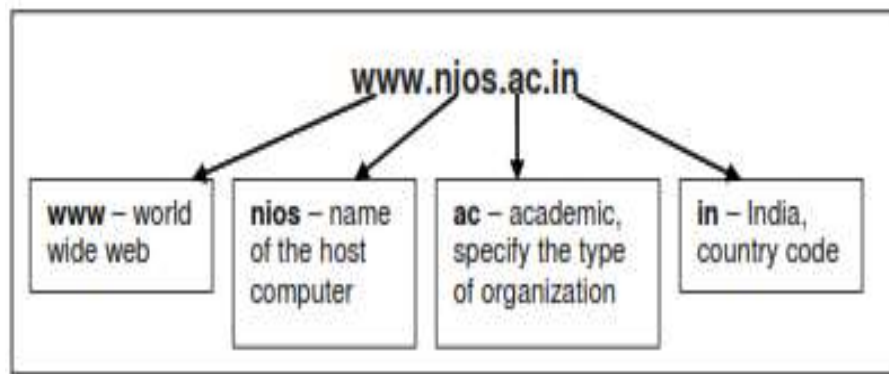 www.nios.ac.in
www – world
wide web
nios – name
of the host
computer
ac – academic,
specify the type
of organization
in – India,
country code